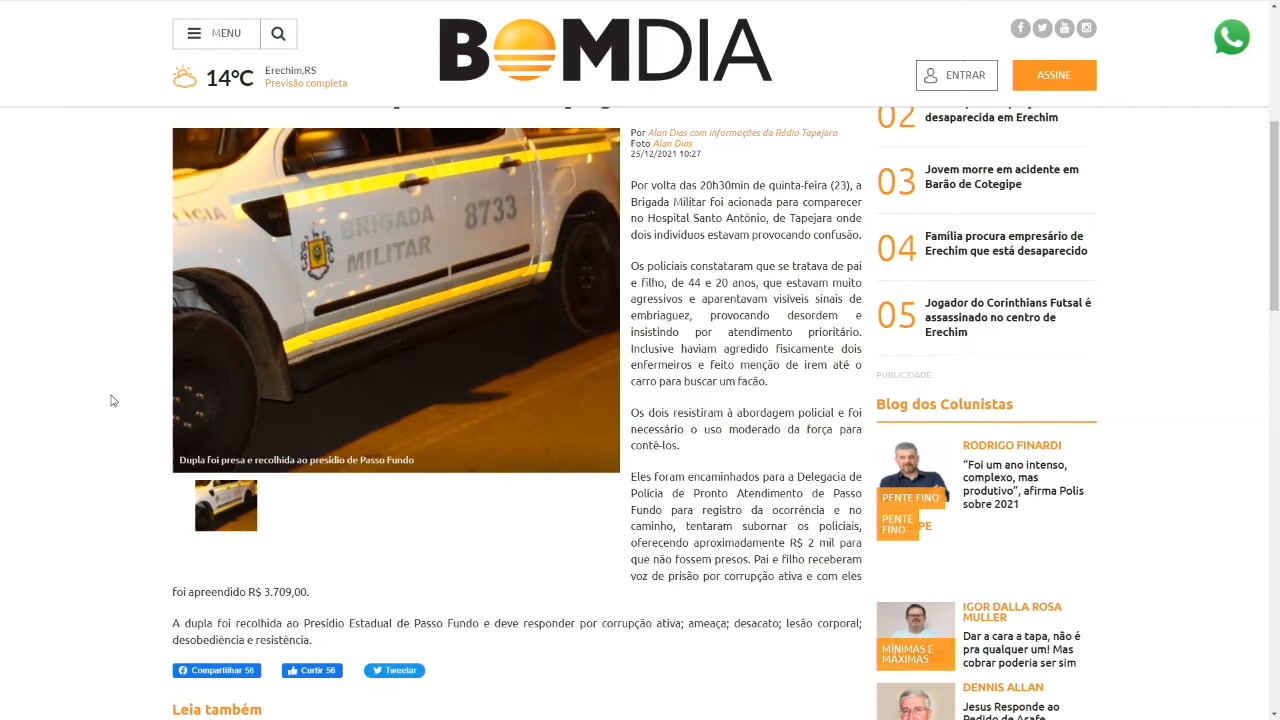 MENU
BOMDIA
14ºC
Erechim,RS
Previsão completa
ENTRAR
ASSINE
LICIA
BRIGADA
MILITAR
8733
Dupla foi presa e recolhida ao presídio de Passo Fundo
Por Alan Dias com informações da Rádio Tapejara
Foto Alan Dias
25/12/2021 10:27
Por volta das 20h30min de quinta-feira (23), a
Brigada Militar foi acionada para comparecer
no Hospital Santo Antônio, de Tapejara onde
dois indivíduos estavam provocando confusão.
Os policiais constataram que se tratava de pai
e filho, de 44 e 20 anos, que estavam muito
agressivos e aparentavam visíveis sinais de
embriaguez, provocando desordem e
insistindo por atendimento prioritário.
Inclusive haviam agredido fisicamente dois
enfermeiros e feito menção de irem até o
carro para buscar um facão.
Os dois resistiram à abordagem policial e foi
necessário o uso moderado da força para
contê-los.
Eles foram encaminhados para a Delegacia de
Polícia de Pronto Atendimento de Passo
Fundo para registro da ocorrência e no
caminho, tentaram subornar os policiais,
oferecendo aproximadamente R$ 2 mil para
que não fossem presos. Pai e filho receberam
voz de prisão por corrupção ativa e com eles
foi apreendido R$ 3.709,00.
A dupla foi recolhida ao Presídio Estadual de Passo Fundo e deve responder por corrupção ativa; ameaça; desacato; lesão corporal;
desobediência e resistência.
Compartilhar 56
Curtir 56
Tweetar
Leia também
02
desaparecida em Erechim
03
Jovem morre em acidente em
Barão de Cotegipe
04
Família procura empresário de
Erechim que está desaparecido
05
Jogador do Corinthians Futsal é
assassinado no centro de
Erechim
PUBLICIDADE
Blog dos Colunistas
RODRIGO FINARDI
“Foi um ano intenso,
complexo, mas
produtivo”, afirma Polis
sobre 2021
PENTE FINO
PENTE
FINO
PE
IGOR DALLA ROSA
MULLER
Dar a cara a tapa, não é
pra qualquer um! Mas
cobrar poderia ser sim
MÍNIMAS E
MÁXIMAS
DENNIS ALLAN
Jesus Responde ao
Pedido de Asafe